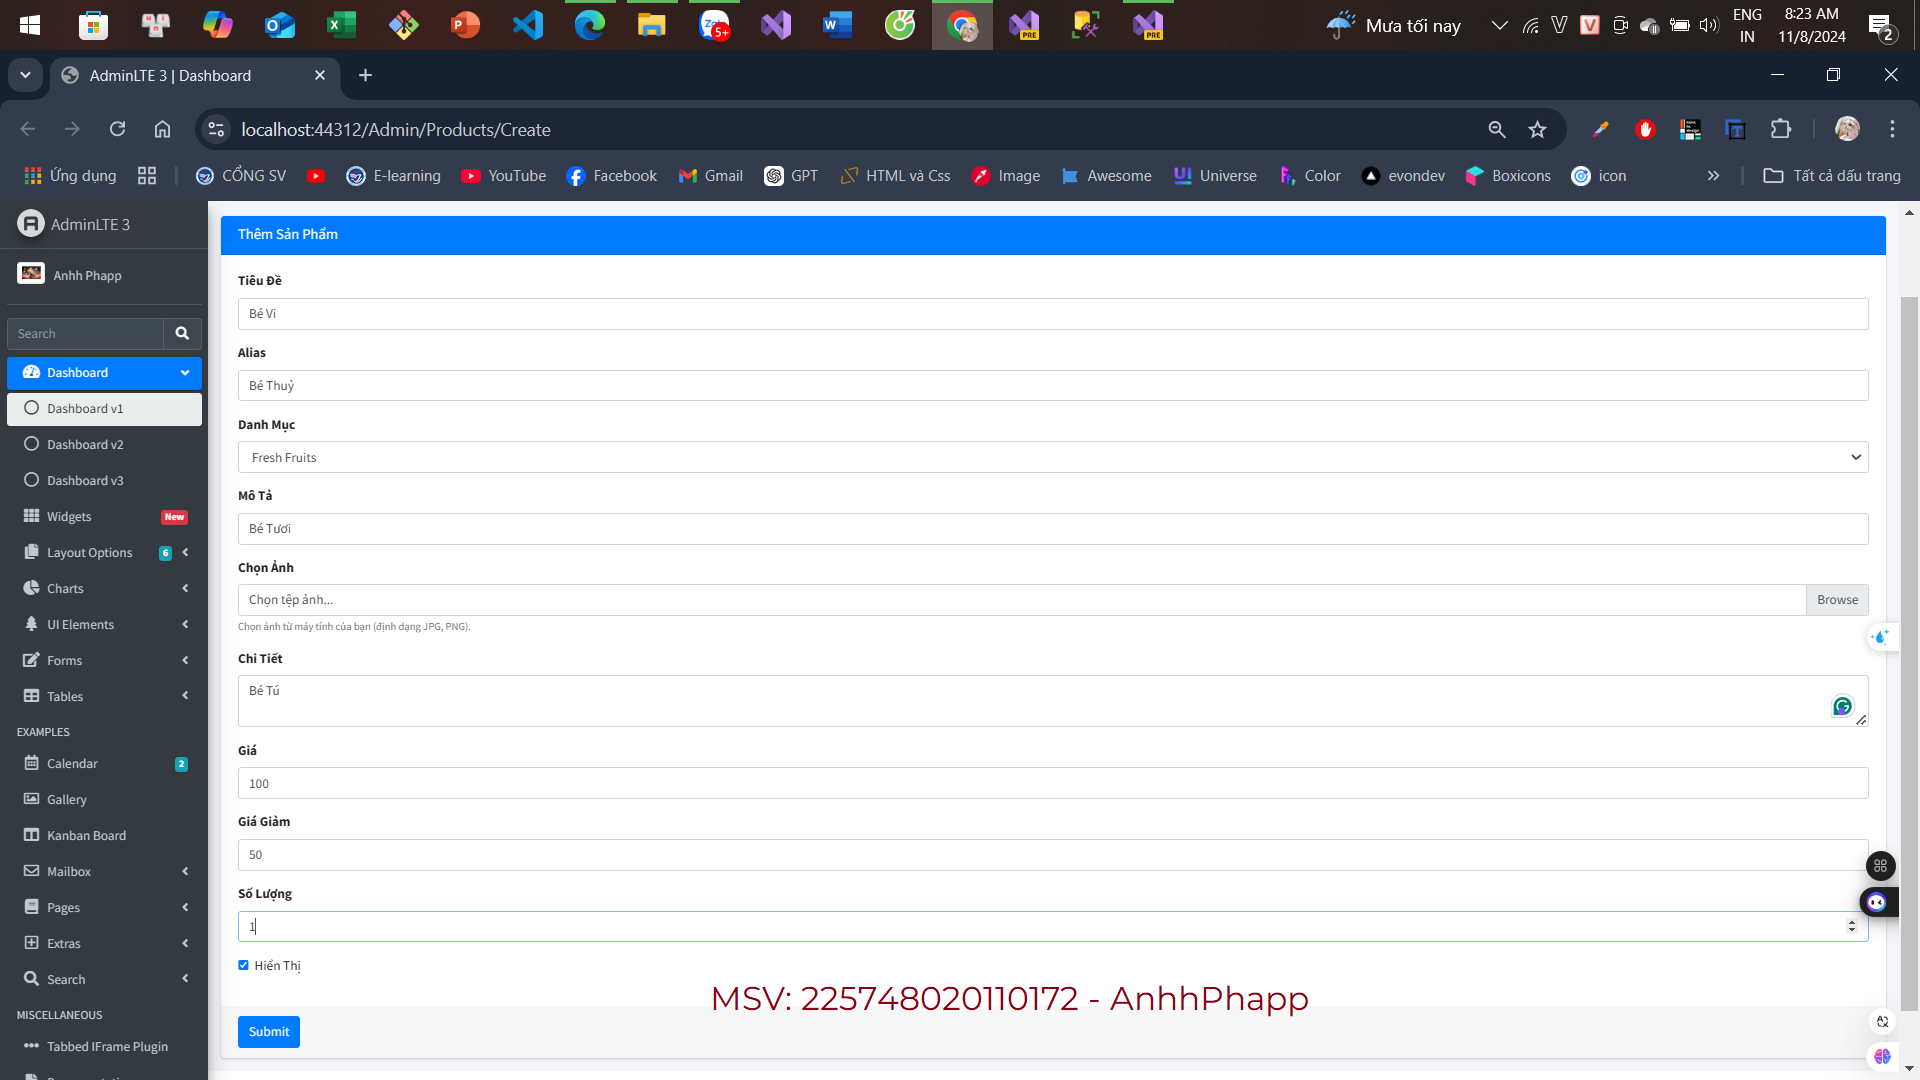 Mưa tối nay
ENG
IN
8:23 AM
11/8/2024
2
5+
AdminLTE 3 | Dashboard
localhost:44312/Admin/Products/Create
Ứng dụng
CỔNG SV
E-learning
YouTube
Facebook
Gmail
GPT
HTML và Css
Image
Awesome
Universe
Color
evondev
Boxicons
icon
Tất cả dấu trang
AdminLTE 3
Anhh Phapp
Search
Dashboard
Dashboard v1
Dashboard v2
Dashboard v3
Widgets New
Layout Options 6
Charts
UI Elements
Forms
Tables
EXAMPLES
Calendar 2
Gallery
Kanban Board
Mailbox
Pages
Extras
Search
MISCELLANEOUS
Tabbed IFrame Plugin
Thêm Sản Phẩm
Tiêu Đề
Bé Vi
Alias
Bé Thuỷ
Danh Mục
Fresh Fruits
Mô Tả
Bé Tươi
Chọn Ảnh
Chọn tệp ảnh...
Browse
Chọn ảnh từ máy tính của bạn (định dạng JPG, PNG).
Chi Tiết
Bé Tú
Giá
100
Giá Giảm
50
Số Lượng
1
Hiển Thị
MSV: 225748020110172 - AnhhPhapp
Submit